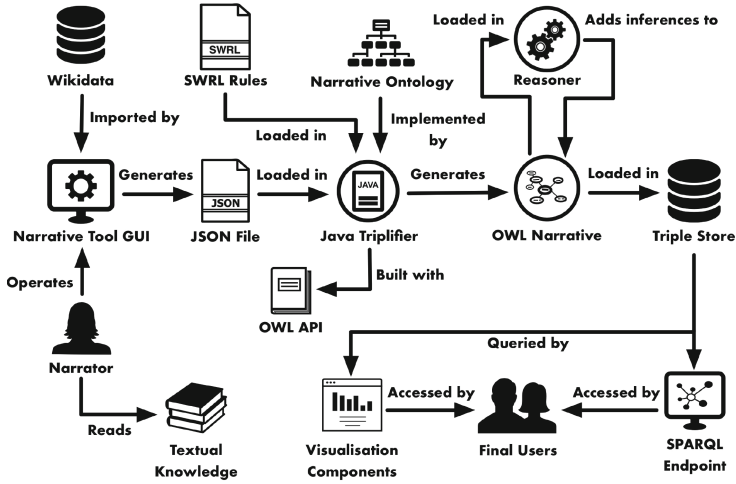 Loaded in
Adds inferences to
SWRL
Wikidata
SWRL Rules
Narrative Ontology
Reasoner
Imported by
Loaded in
Implemented
by
Generates
JSON
Loaded in
JAVA
Generates
Loaded in
Narrative Tool GUI
JSON File
Java Triplifier
OWL Narrative
Triple Store
Operates
Built with
OWL API
Narrator
Queried by
Reads
Accessed by
Accessed by
Textual
Knowledge
Visualisation
Components
Final Users
SPARQL
Endpoint